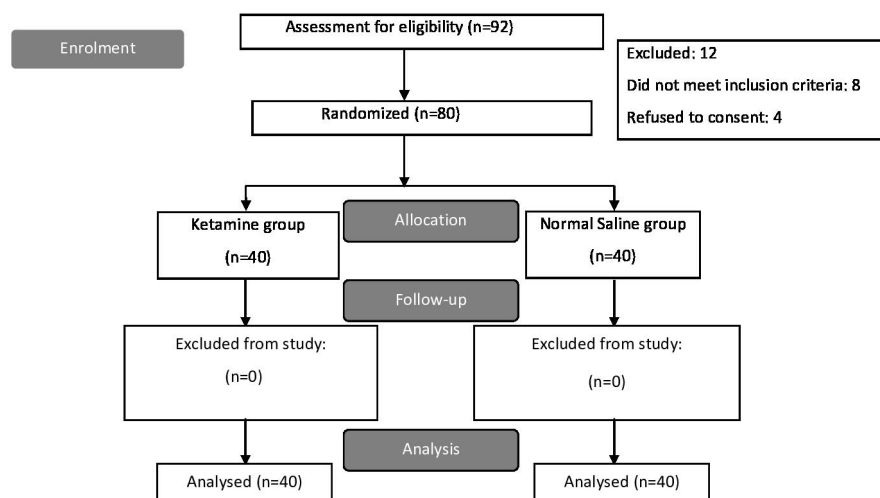 Assessment for eligibility (n=92)
Enrolment
Excluded: 12
Did not meet inclusion criteria: 8
Refused to consent: 4
Randomized (n=80)
Allocation
Ketamine group
(n=40)
Normal Saline group
(n=40)
Follow-up
Excluded from study:
(n=0)
Excluded from study:
(n=0)
Analysis
Analysed (n=40)
Analysed (n=40)